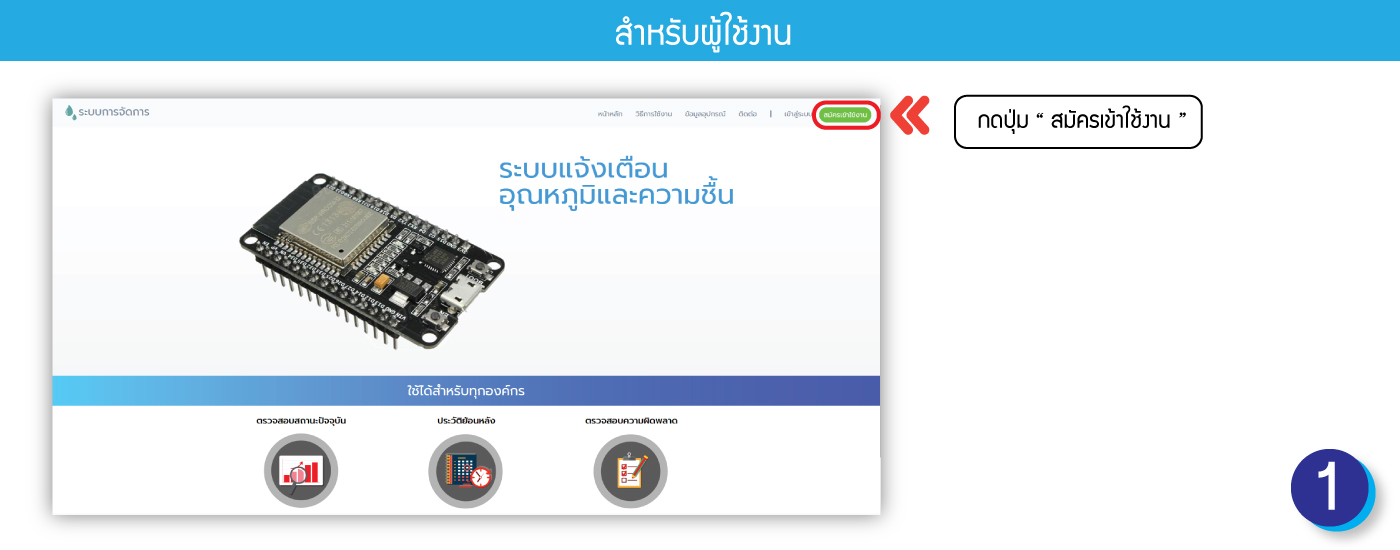 สำหรับผู้ใช้งาน
ระบบการจัดการ
หน้าหลัก วิธีการใช้งาน ข้อมูลอุปกรณ์ ติดต่อ | เข้าสู่ระบบ สมัครเข้าใช้งาน
กดปุ่ม “ สมัครเข้าใช้งาน ”
ระบบแจ้งเตือน
อุณหภูมิและความชื้น
ใช้ได้สำหรับทุกองค์กร
ตรวจสอบสถานะปัจจุบัน ประวัติย้อนหลัง ตรวจสอบความผิดพลาด
1